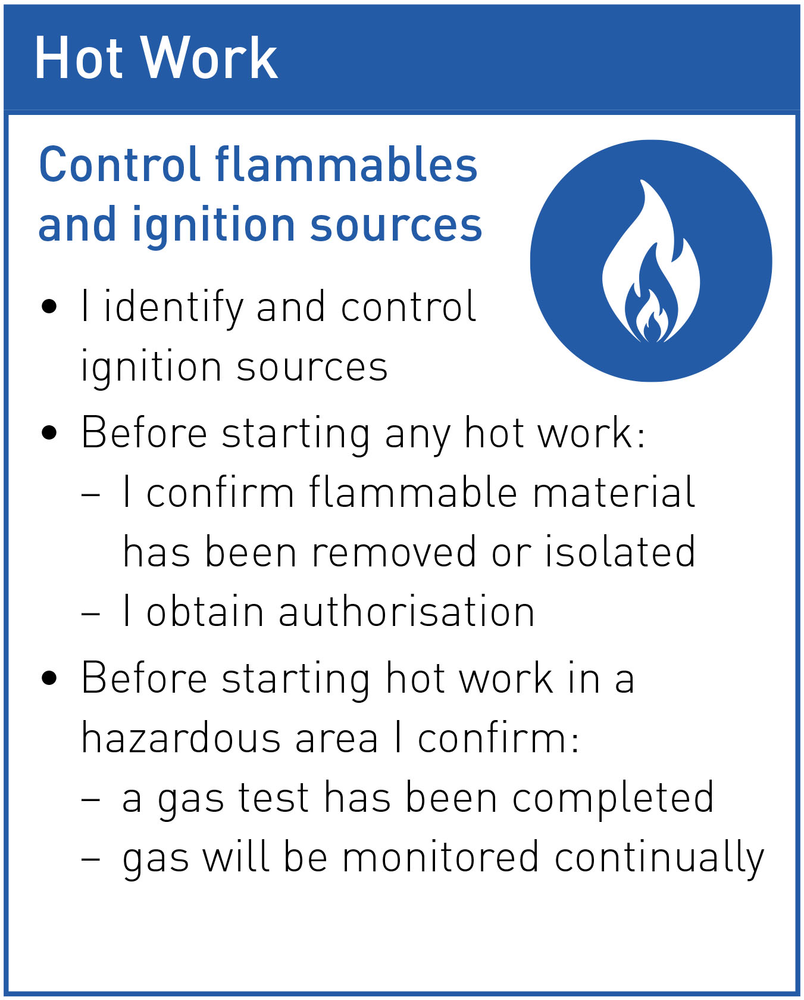 Hot Work
Control flammables
and ignition sources
• I identify and control
ignition sources
• Before starting any hot work:
– I confirm flammable material
has been removed or isolated
– I obtain authorisation
• Before starting hot work in a
hazardous area I confirm:
– a gas test has been completed
– gas will be monitored continually